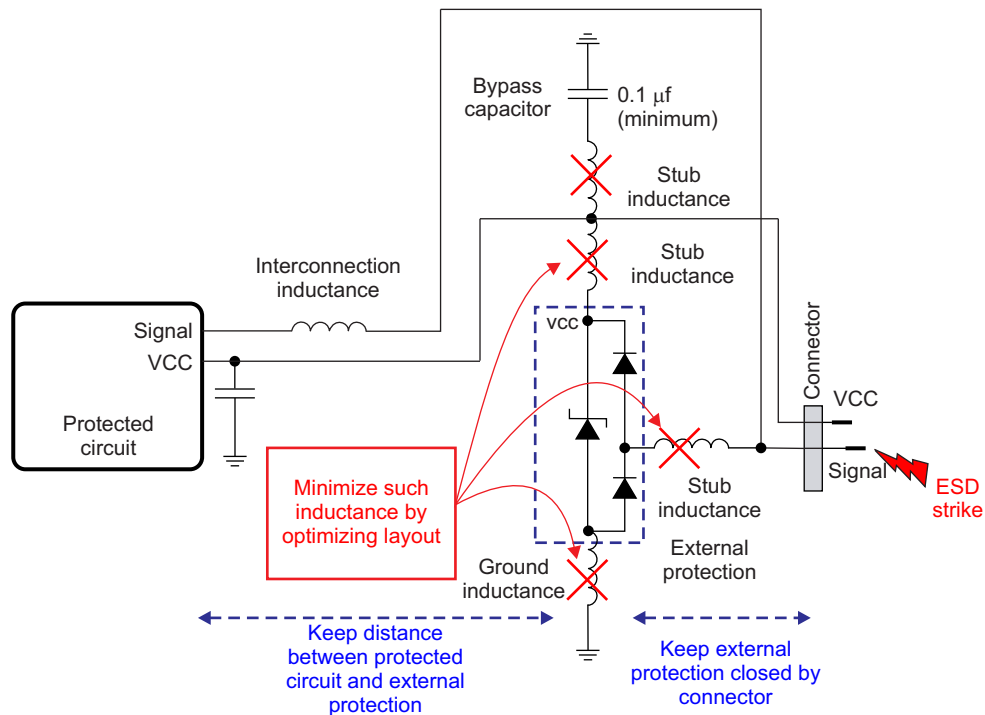 Bypass
capacitor
0.1 μf
(minimum)
Stub
inductance
Stub
inductance
Interconnection
inductance
Signal
VCC
Protected
circuit
vcc
Connector
VCC
Signal
ESD
strike
Minimize such
inductance by
optimizing layout
Stub
inductance
External
protection
Ground
inductance
Keep distance
between protected
circuit and external
protection
Keep external
protection closed by
connector